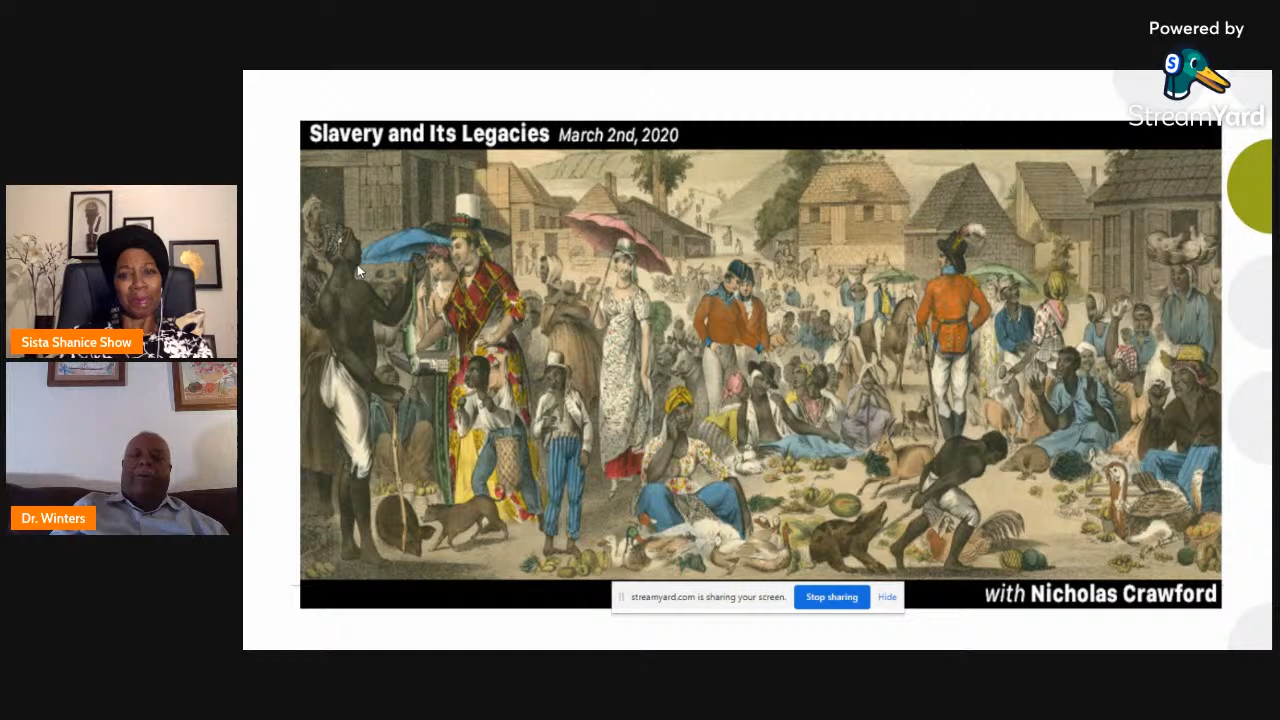 Powered by
S
StreamYard
Slavery and Its Legacies March 2nd, 2020
Sista Shanice Show
Dr. Winters
streamyard.com is sharing your screen. Stop sharing Hide
with Nicholas Crawford